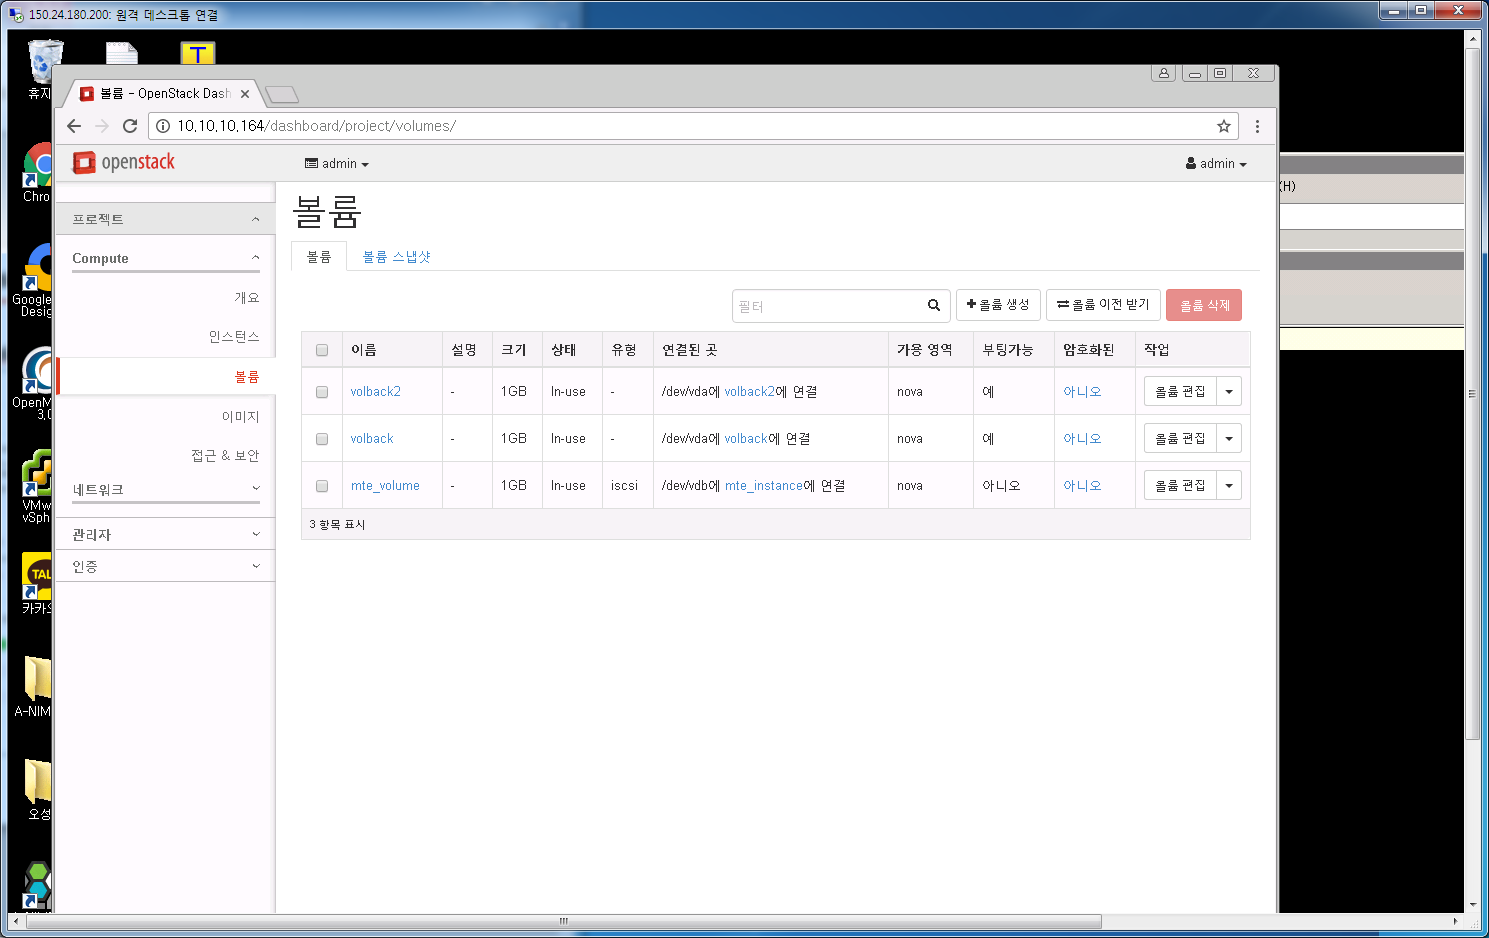 150.24.180.200: 원격 데스크톱 연결
T
휴지
볼륨 - OpenStack Dash
10.10.10.164/dashboard/project/volumes/
openstack
admin
admin
(H)
Chro
Google
Desig
OpenM
3.0
VMw
vSph
TAL
카카오
A-NIM
오성
프로젝트
Compute
개요
인스턴스
볼륨
이미지
접근 & 보안
네트워크
관리자
인증
볼륨
볼륨 볼륨 스냅샷
필터 볼륨 생성 볼륨 이전 받기 볼륨 삭제
이름 설명 크기 상태 유형 연결된 곳 가용 영역 부팅가능 암호화된 작업
volback2 - 1GB In-use - /dev/vda에 volback2에 연결 nova 예 아니오 볼륨 편집
volback - 1GB In-use - /dev/vda에 volback에 연결 nova 예 아니오 볼륨 편집
mte_volume - 1GB In-use iscsi /dev/vdb에 mte_instance에 연결 nova 아니오 아니오 볼륨 편집
3 항목 표시